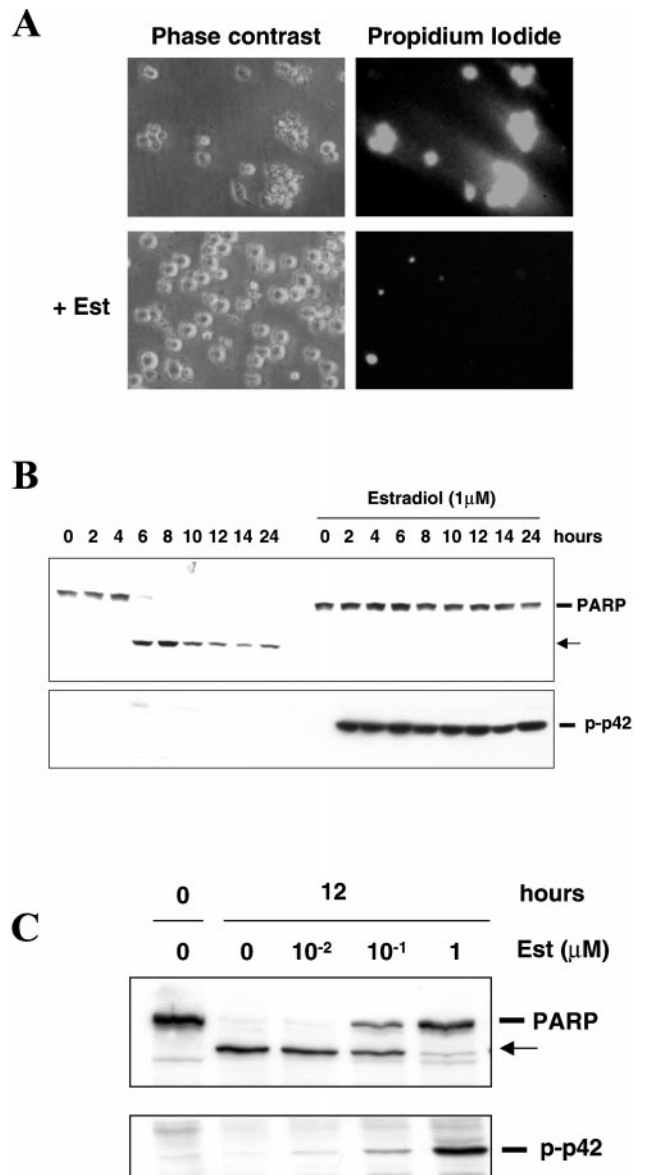 A
Phase contrast Propidium Iodide
+ Est
B
Estradiol (1μM)
0 2 4 6 8 10 12 14 24 0 2 4 6 8 10 12 14 24 hours
PARP
p-p42
0 12 hours
C
0 0 10⁻² 10⁻¹ 1 Est (μM)
PARP
p-p42